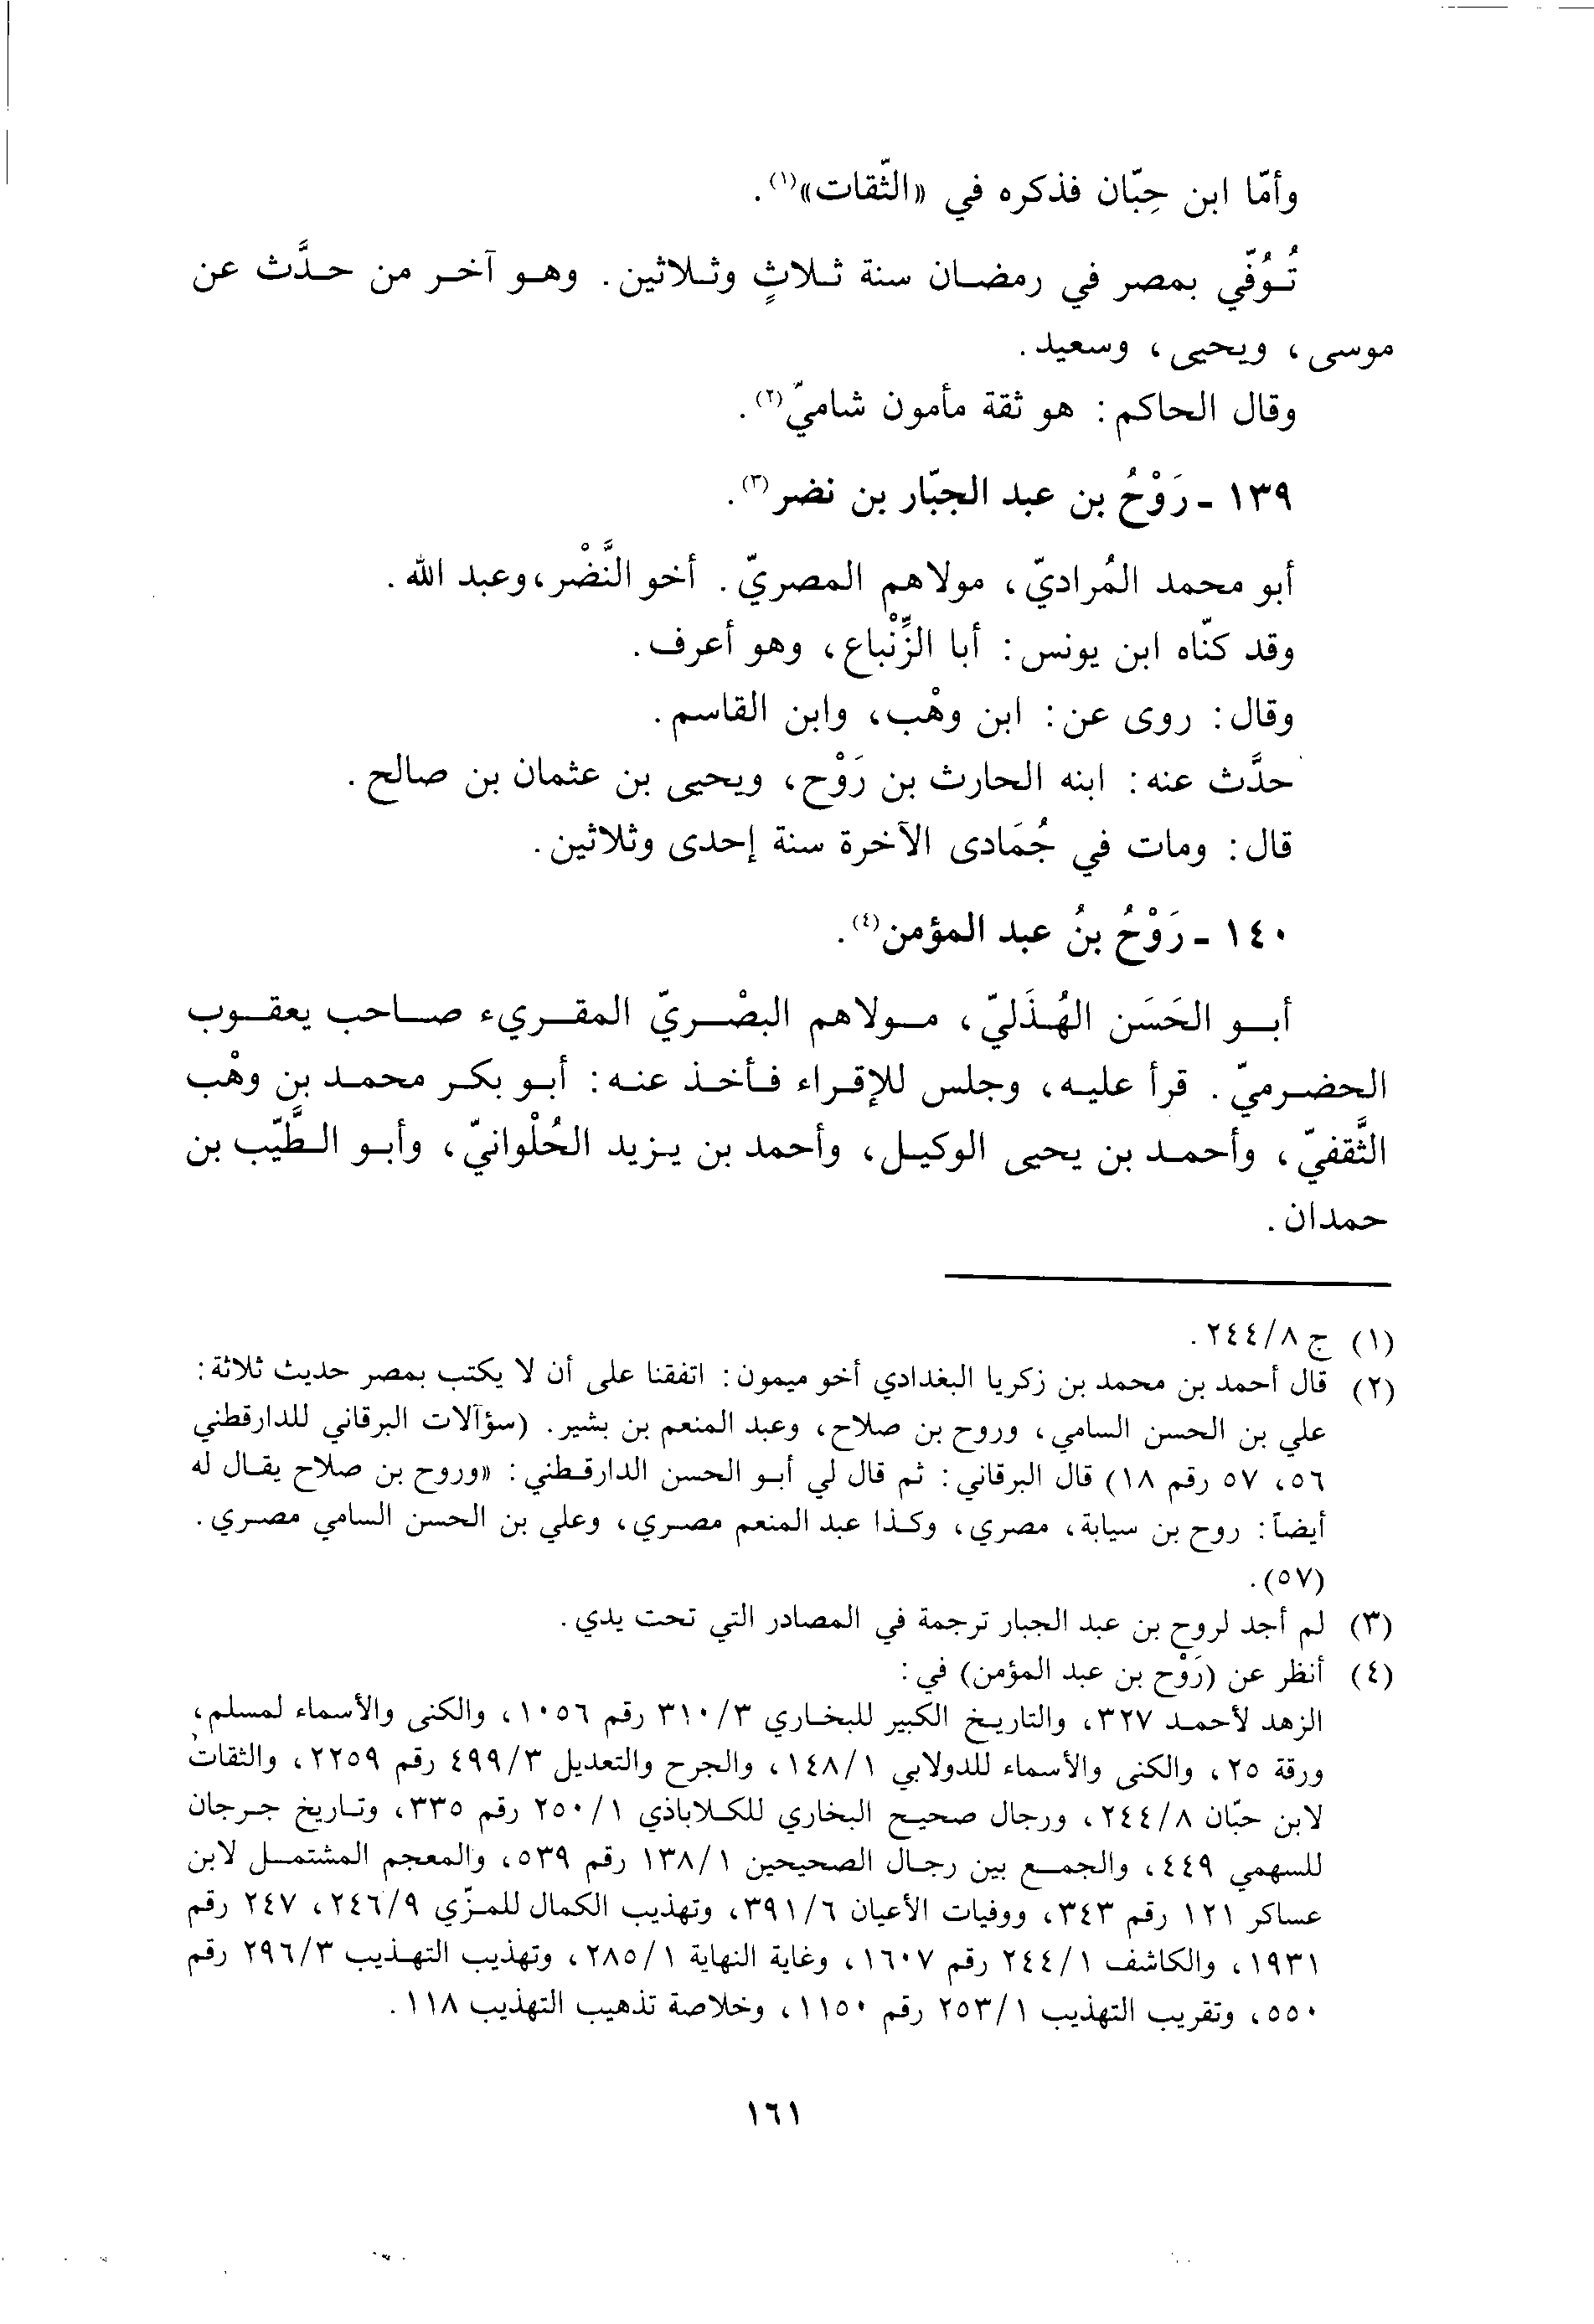 وأمّا ابن حِبّان فذكره في «الثّقات»(١).
تُوُفّي بمصر في رمضان سنة ثلاثٍ وثلاثين. وهو آخر من حدَّث عن
موسى، ويحيى، وسعيد.
وقال الحاكم: هو ثقة مأمون شاميّ(٢).
١٣٩ - رَوْحُ بن عبد الجبّار بن نضر(٣).
أبو محمد المُراديّ، مولاهم المصريّ. أخو النَّضْر، وعبد الله.
وقد كنّاه ابن يونس: أبا الزِّنْباع، وهو أعرف.
وقال: روى عن: ابن وهْب، وابن القاسم.
حدَّث عنه: ابنه الحارث بن رَوْح، ويحيى بن عثمان بن صالح.
قال: ومات في جُمَادى الآخرة سنة إحدى وثلاثين.
١٤٠ - رَوْحُ بنُ عبد المؤمن(٤).
أبو الحَسَن الهُذَليّ، مولاهم البصْريّ المقريء صاحب يعقوب
الحضرميّ. قرأ عليه، وجلس للإقراء فأخذ عنه: أبو بكر محمد بن وهْب
الثَّقفيّ، وأحمد بن يحيى الوكيل، وأحمد بن يزيد الحُلْوانيّ، وأبو الطَّيّب بن
حمدان.
(١) ج ٨/٢٤٤.
(٢) قال أحمد بن محمد بن زكريا البغدادي أخو ميمون: اتفقنا على أن لا يكتب بمصر حديث ثلاثة:
علي بن الحسن السامي، وروح بن صلاح، وعبد المنعم بن بشير. (سؤآلات البرقاني للدارقطني
٥٦، ٥٧ رقم ١٨) قال البرقاني: ثم قال لي أبو الحسن الدارقطني: «وروح بن صلاح يقال له
أيضاً: روح بن سيابة، مصري، وكذا عبد المنعم مصري، وعلي بن الحسن السامي مصري.
(٥٧).
(٣) لم أجد لروح بن عبد الجبار ترجمة في المصادر التي تحت يدي.
(٤) أنظر عن (رَوْح بن عبد المؤمن) في:
الزهد لأحمد ٣٢٧، والتاريخ الكبير للبخاري ٣/٣١٠ رقم ١٠٥٦، والكنى والأسماء لمسلم،
ورقة ٢٥، والكنى والأسماء للدولابي ١/١٤٨، والجرح والتعديل ٣/٤٩٩ رقم ٢٢٥٩، والثقات
لابن حبّان ٨/٢٤٤، ورجال صحيح البخاري للكلاباذي ١/٢٥٠ رقم ٣٣٥، وتاريخ جرجان
للسهمي ٤٤٩، والجمع بين رجال الصحيحين ١/١٣٨ رقم ٥٣٩، والمعجم المشتمل لابن
عساكر ١٢١ رقم ٣٤٣، ووفيات الأعيان ٦/٣٩١، وتهذيب الكمال للمزّي ٩/٢٤٦، ٢٤٧ رقم
١٩٣١، والكاشف ١/٢٤٤ رقم ١٦٠٧، وغاية النهاية ١/٢٨٥، وتهذيب التهذيب ٣/٢٩٦ رقم
٥٥٠، وتقريب التهذيب ١/٢٥٣ رقم ١١٥٠، وخلاصة تذهيب التهذيب ١١٨.
١٦١